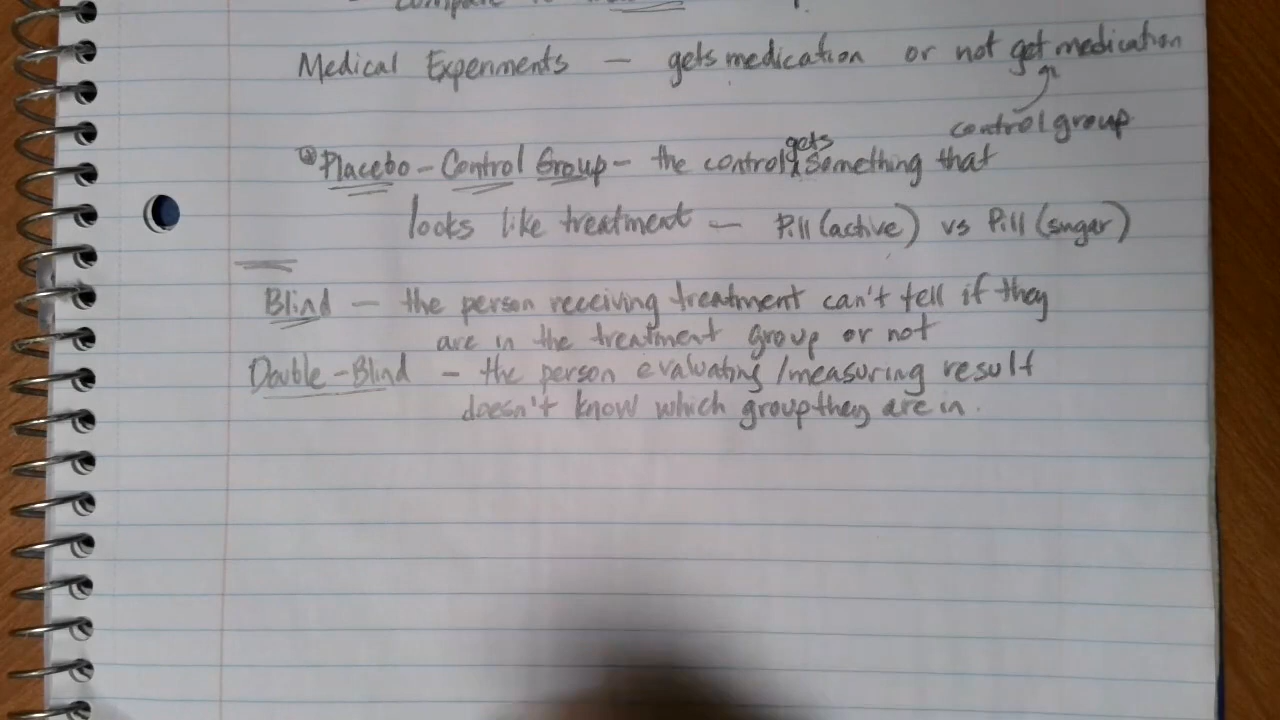 Medical Experiments — gets medication or not get medication
control group
Placebo-Control Group - the control gets something that
looks like treatment — Pill (active) vs Pill (sugar)
Blind — the person receiving treatment can't tell if they
are in the treatment group or not
Double-Blind - the person evaluating/measuring result
doesn't know which group they are in.